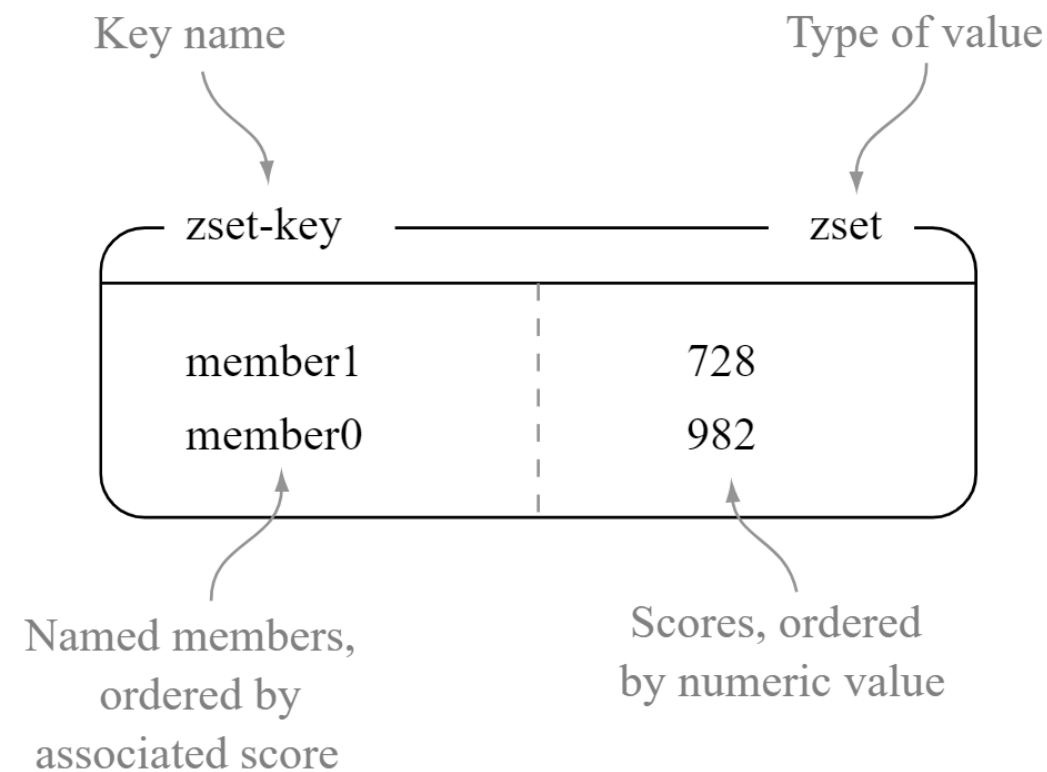 Key name
Type of value
zset-key
zset
member1
728
member0
982
Named members,
ordered by
associated score
Scores, ordered
by numeric value